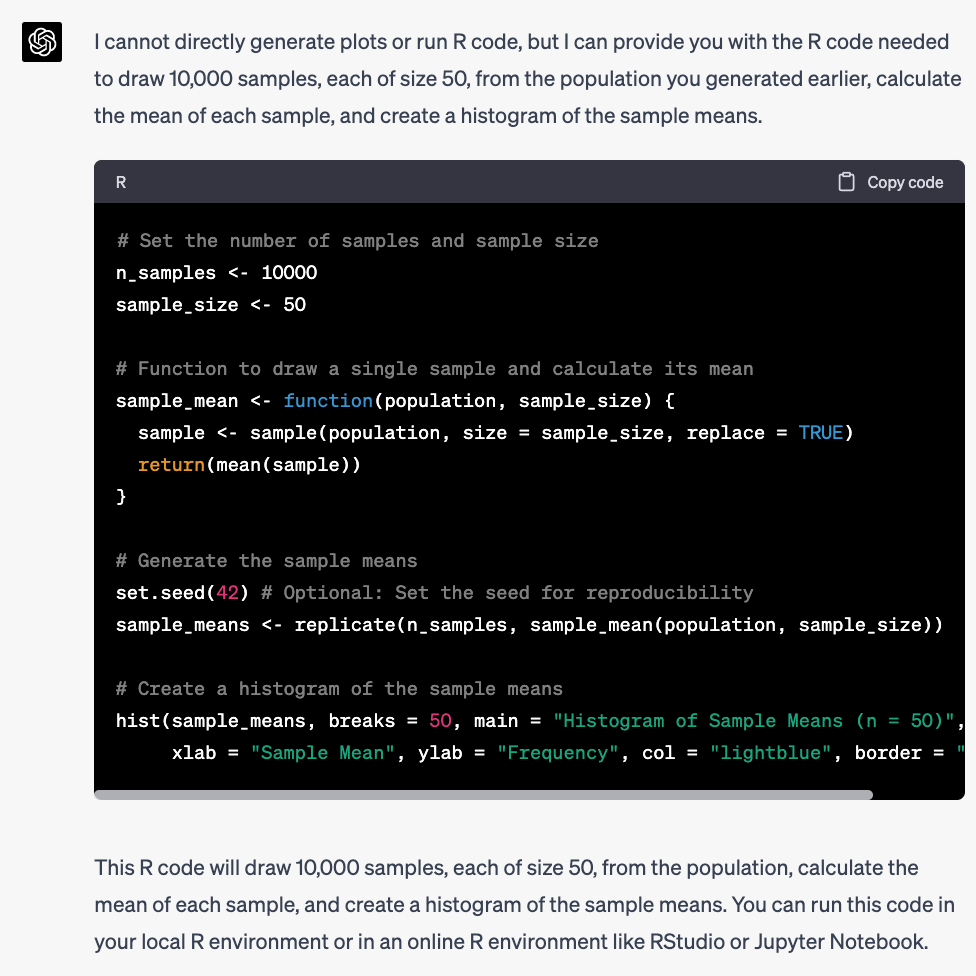 I cannot directly generate plots or run R code, but I can provide you with the R code needed
to draw 10,000 samples, each of size 50, from the population you generated earlier, calculate
the mean of each sample, and create a histogram of the sample means.
R Copy code
# Set the number of samples and sample size
n_samples <- 10000
sample_size <- 50
# Function to draw a single sample and calculate its mean
sample_mean <- function(population, sample_size) {
  sample <- sample(population, size = sample_size, replace = TRUE)
  return(mean(sample))
}
# Generate the sample means
set.seed(42) # Optional: Set the seed for reproducibility
sample_means <- replicate(n_samples, sample_mean(population, sample_size))
# Create a histogram of the sample means
hist(sample_means, breaks = 50, main = "Histogram of Sample Means (n = 50)",
     xlab = "Sample Mean", ylab = "Frequency", col = "lightblue", border = "
This R code will draw 10,000 samples, each of size 50, from the population, calculate the
mean of each sample, and create a histogram of the sample means. You can run this code in
your local R environment or in an online R environment like RStudio or Jupyter Notebook.